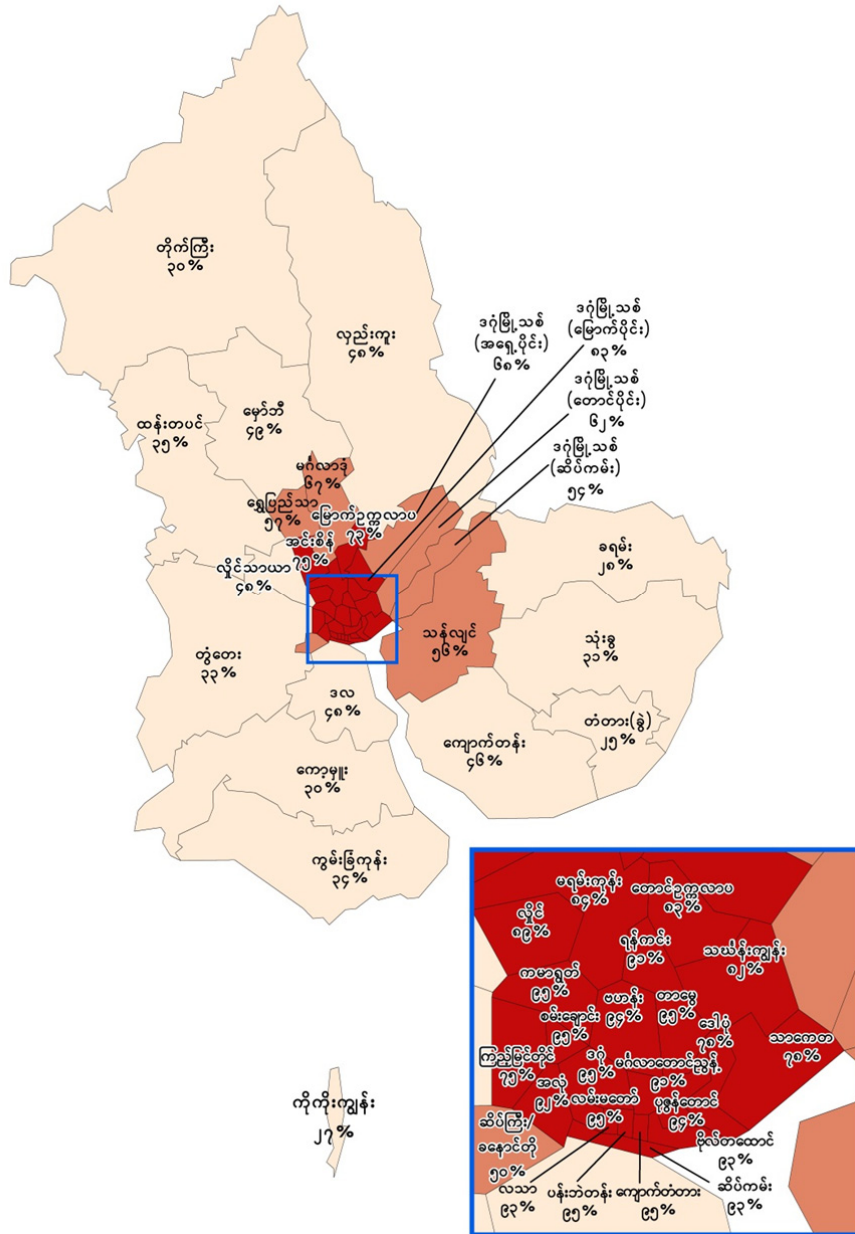 တိုက်ကြီး
၃၀%
လှည်းကူး
၄၈%
ဒဂုံမြို့သစ်
(အရှေ့ပိုင်း)
၆၈%
ဒဂုံမြို့သစ်
(မြောက်ပိုင်း)
၈၃%
ဒဂုံမြို့သစ်
(တောင်ပိုင်း)
၆၂%
ဒဂုံမြို့သစ်
(ဆိပ်ကမ်း)
၅၄%
ထန်းတပင်
၃၅%
မှော်ဘီ
၄၉%
မင်္ဂလာဒုံ
၆၇%
ရွှေပြည်သာ
၅၇%
မြောက်ဥက္ကလာပ
၇၃%
အင်းစိန်
၇၅%
လှိုင်သာယာ
၄၈%
ခရမ်း
၂၈%
သန်လျင်
၅၆%
သုံးခွ
၃၁%
တွံတေး
၃၃%
ဒလ
၄၈%
တံတား(ခွဲ)
၂၅%
ကျောက်တန်း
၄၆%
ကော့မှူး
၃၀%
ကွမ်းခြံကုန်း
၃၄%
ကိုကိုးကျွန်း
၂၇%
မရမ်းကုန်း
၈၄%
တောင်ဥက္ကလာပ
၈၃%
လှိုင်
၈၉%
ရန်ကင်း
၉၁%
သင်္ဃန်းကျွန်း
၈၂%
ကမာရွတ်
၉၅%
ဗဟန်း
၉၄%
တာမွေ
၉၅%
စမ်းချောင်း
၉၅%
ဒေါပုံ
၇၈%
သာကေတ
၇၈%
ကြည့်မြင်တိုင်
၇၅%
ဒဂုံ
၉၅%
မင်္ဂလာတောင်ညွန့်
၉၁%
အလုံ
၉၂%
လမ်းမတော်
၉၅%
ပုဇွန်တောင်
၉၄%
ဆိပ်ကြီး/
ခနောင်တို
၅၀%
ဗိုလ်တထောင်
၉၃%
လသာ
၉၃%
ပန်းဘဲတန်း
၉၅%
ကျောက်တံတား
၉၅%
ဆိပ်ကမ်း
၉၃%